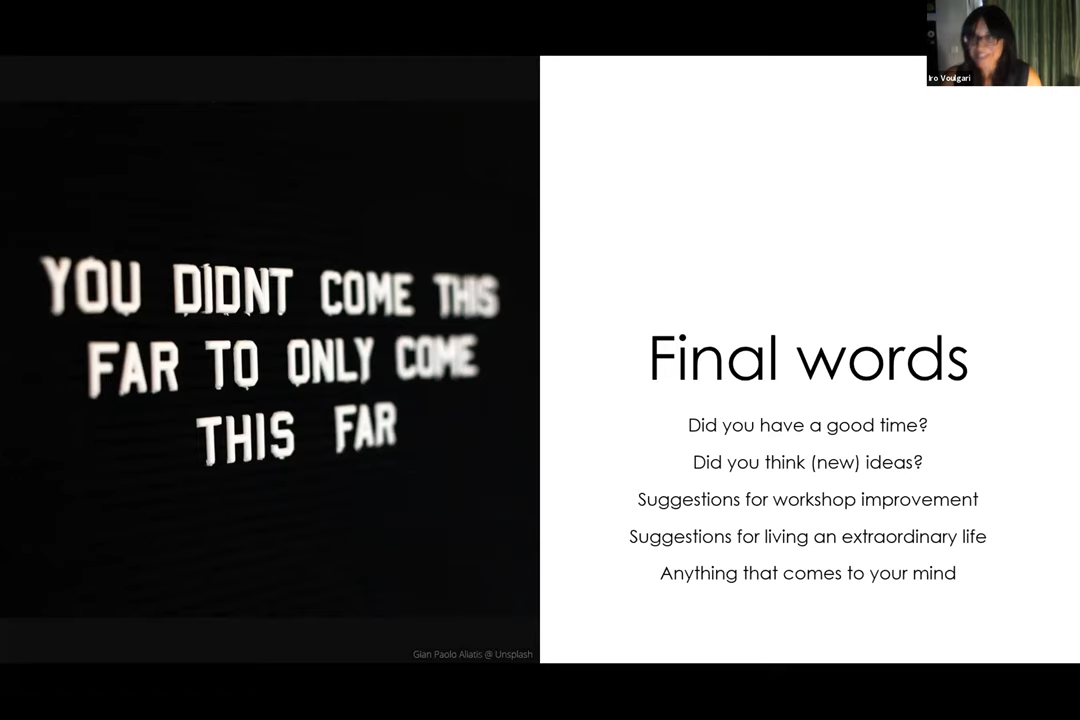 Iro Voulgari
YOU DIDNT COME THIS
FAR TO ONLY COME
THIS FAR
Gian Paolo Aliatis @ Unsplash
Final words
Did you have a good time?
Did you think (new) ideas?
Suggestions for workshop improvement
Suggestions for living an extraordinary life
Anything that comes to your mind